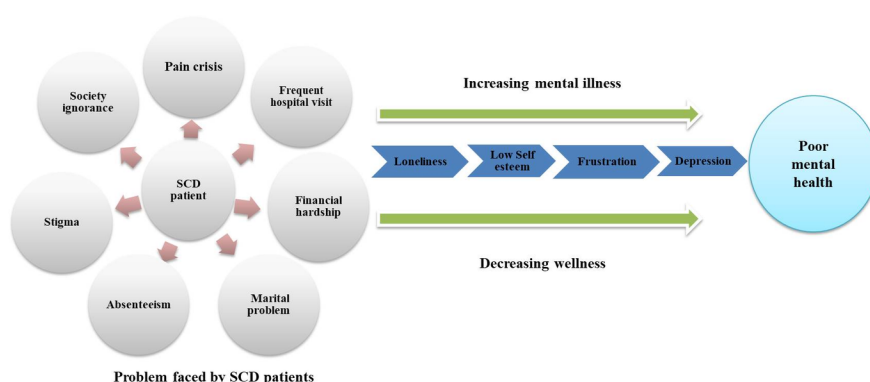 Pain crisis
Society
ignorance
Frequent
hospital visit
SCD
patient
Stigma
Financial
hardship
Absenteeism
Marital
problem
Problem faced by SCD patients
Increasing mental illness
Loneliness
Low Self
esteem
Frustration
Depression
Decreasing wellness
Poor
mental
health